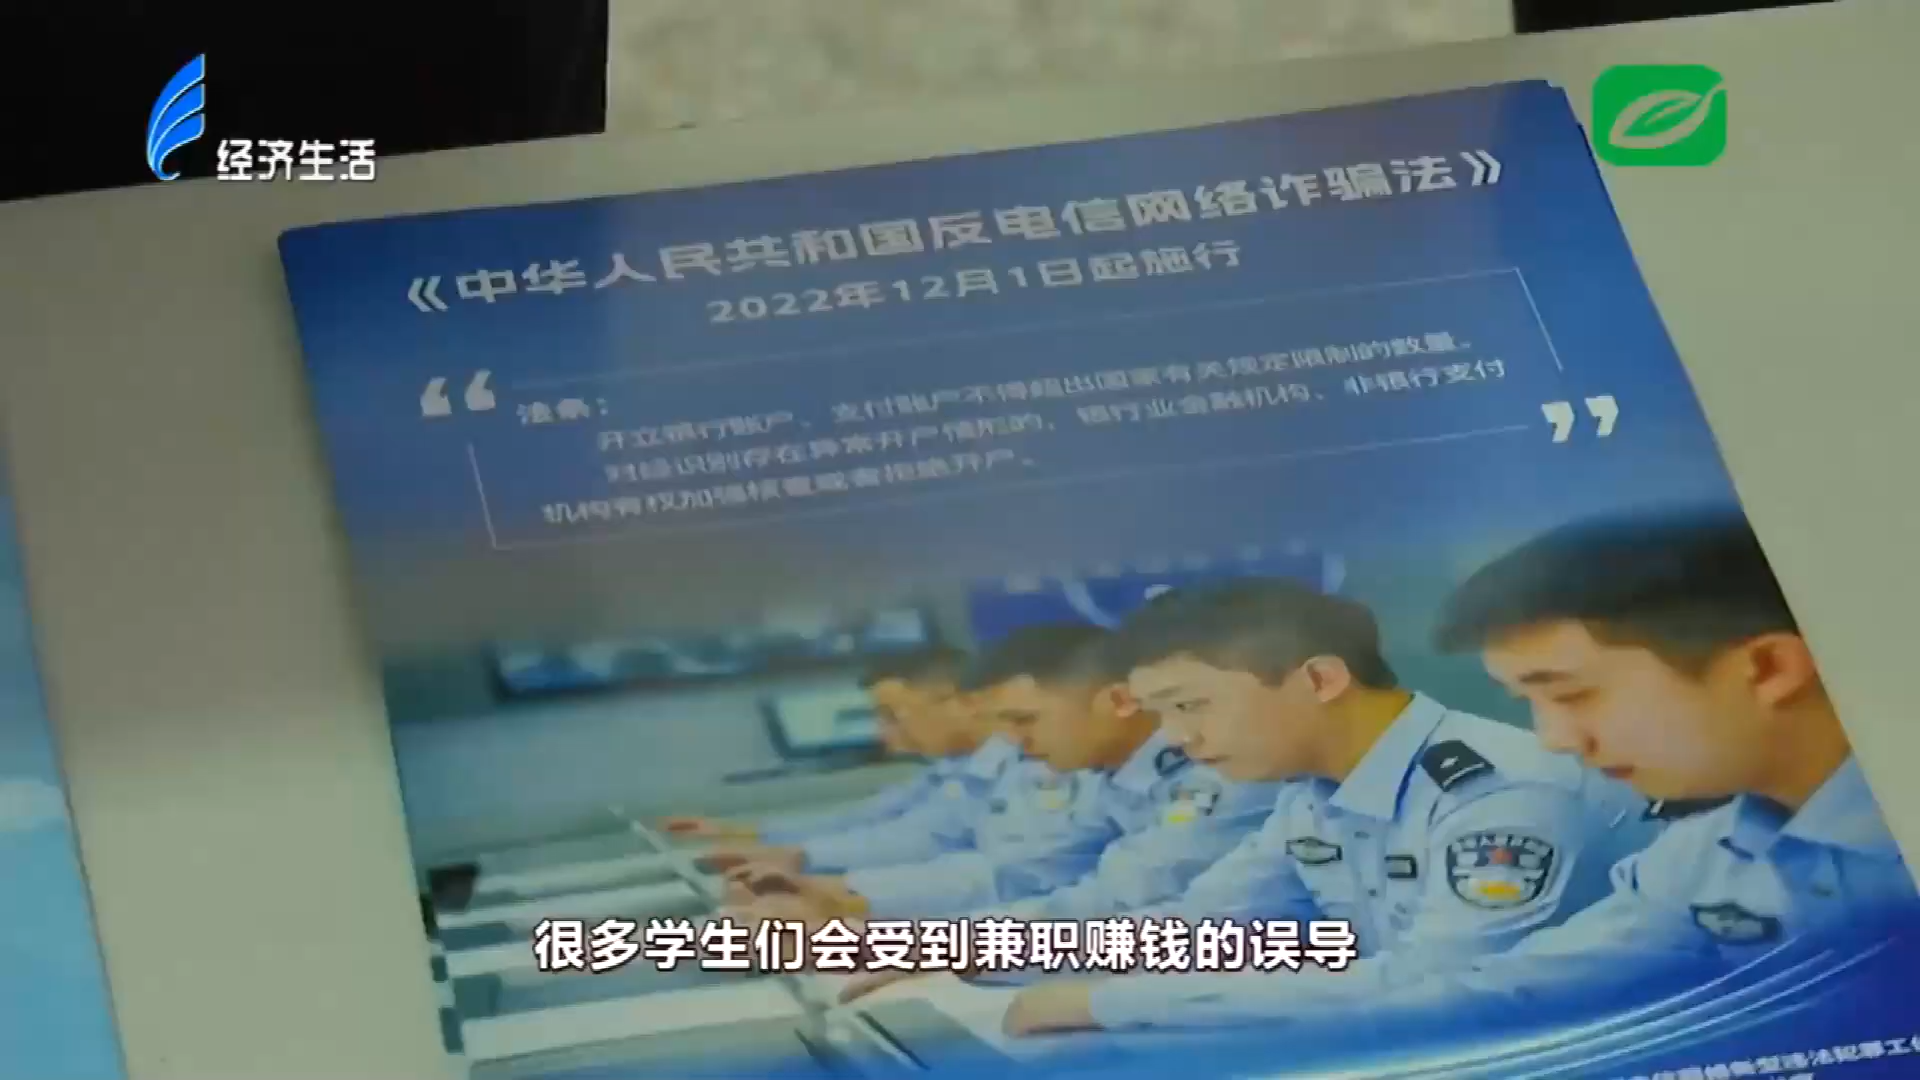 经济生活
《中华人民共和国反电信网络诈骗法》
2022年12月1日起施行
法条：
开立银行账户、支付账户不得超出国家有关规定限制的数量。
对经识别存在异常开户情形的，银行业金融机构、非银行支付
机构有权加强核查或者拒绝开户。
很多学生们会受到兼职赚钱的误导